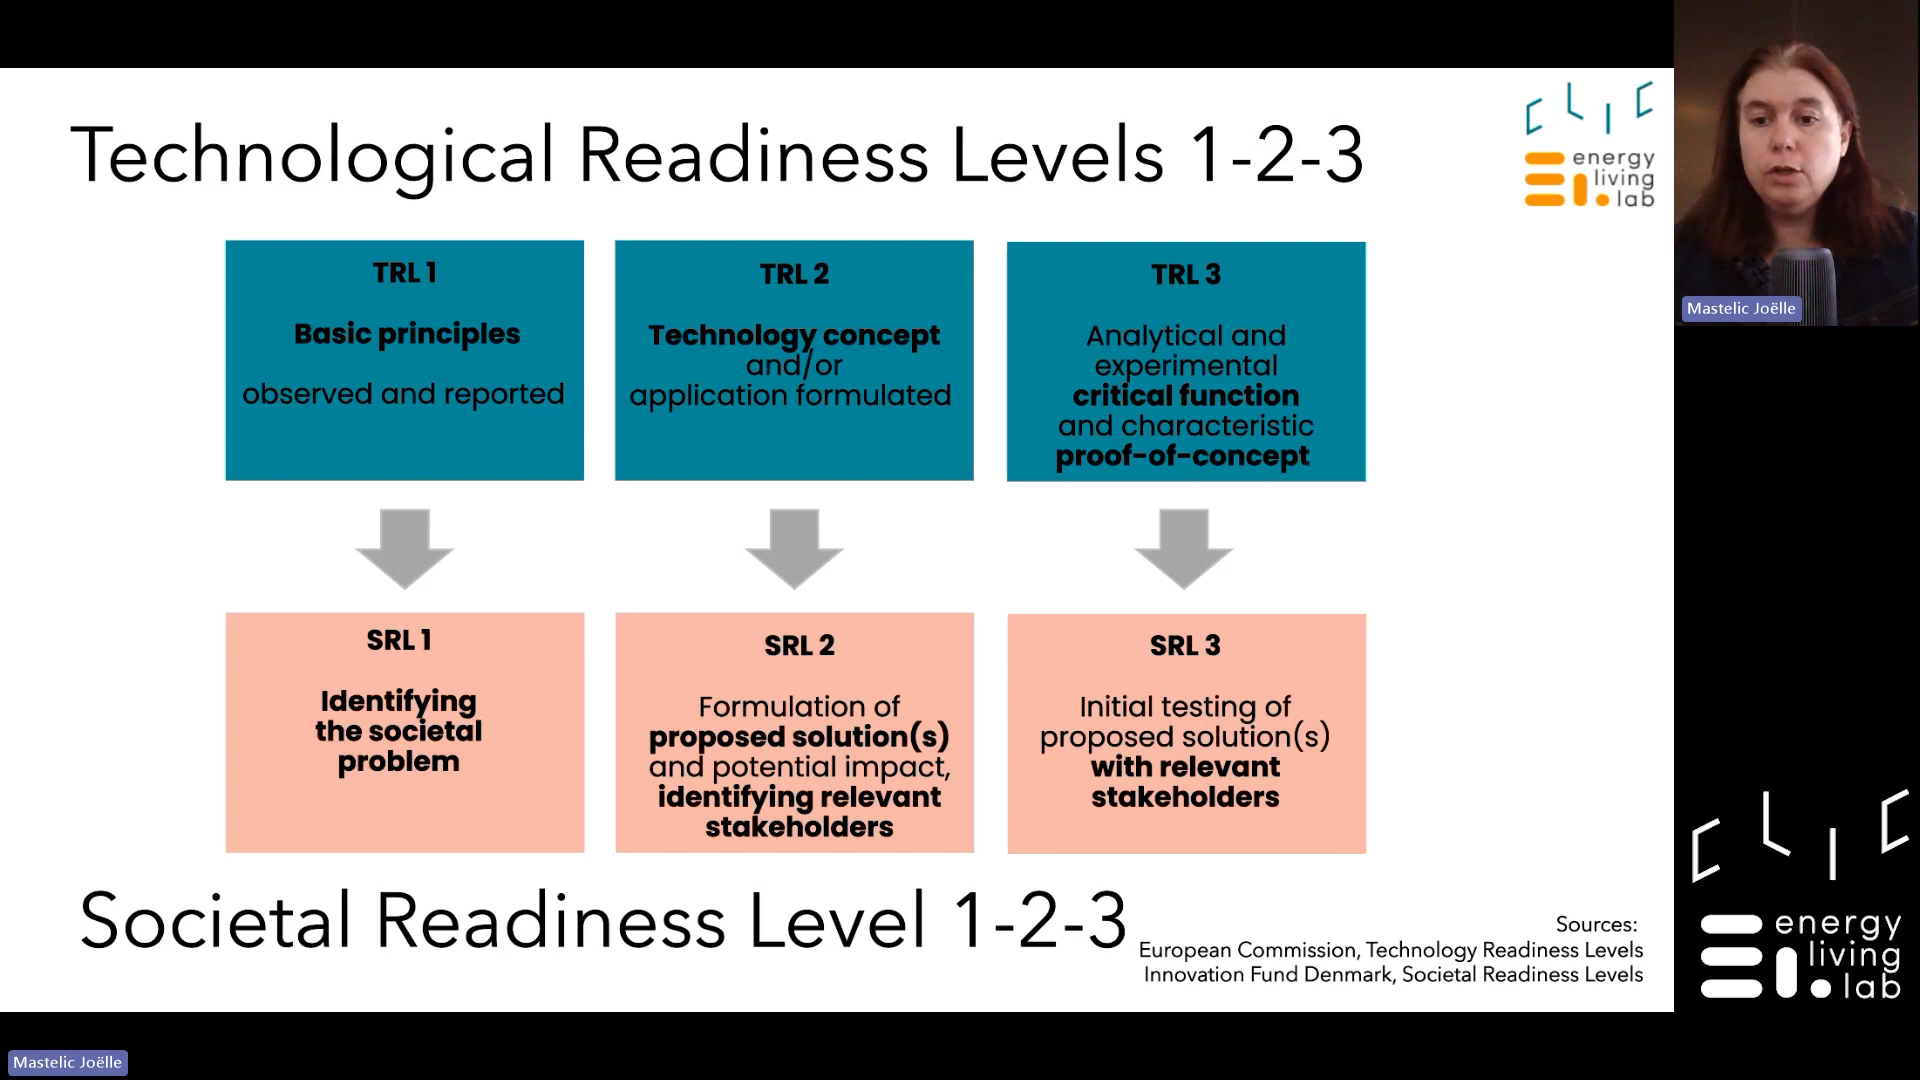 Technological Readiness Levels 1-2-3
CLIC
energy
living
lab
TRL 1
Basic principles
observed and reported
TRL 2
Technology concept
and/or
application formulated
TRL 3
Analytical and
experimental
critical function
and characteristic
proof-of-concept
SRL 1
Identifying
the societal
problem
SRL 2
Formulation of
proposed solution(s)
and potential impact,
identifying relevant
stakeholders
SRL 3
Initial testing of
proposed solution(s)
with relevant
stakeholders
Societal Readiness Level 1-2-3
Sources:
European Commission, Technology Readiness Levels
Innovation Fund Denmark, Societal Readiness Levels
Mastelic Joëlle
CLIC
energy
living
lab
Mastelic Joëlle